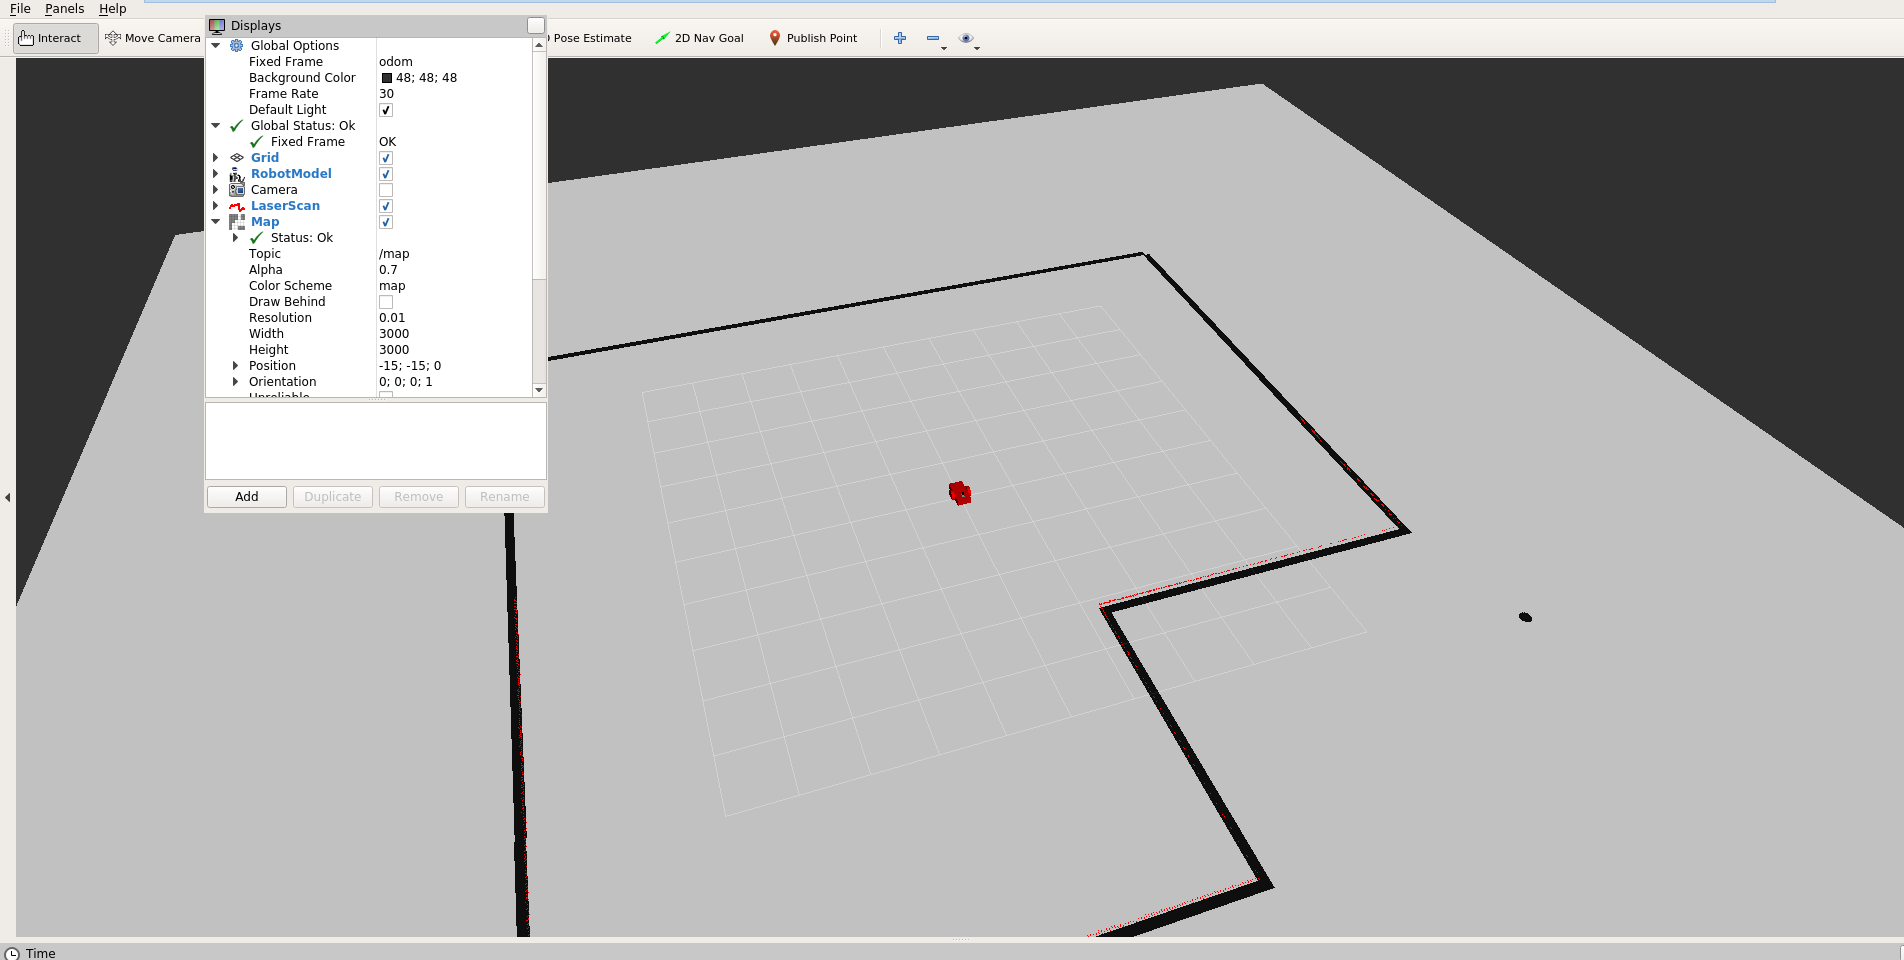 File Panels Help
Interact Move Camera Pose Estimate 2D Nav Goal Publish Point
Displays
Global Options
Fixed Frame odom
Background Color 48; 48; 48
Frame Rate 30
Default Light
Global Status: Ok
Fixed Frame OK
Grid
RobotModel
Camera
LaserScan
Map
Status: Ok
Topic /map
Alpha 0.7
Color Scheme map
Draw Behind
Resolution 0.01
Width 3000
Height 3000
Position -15; -15; 0
Orientation 0; 0; 0; 1
Add Duplicate Remove Rename
Time